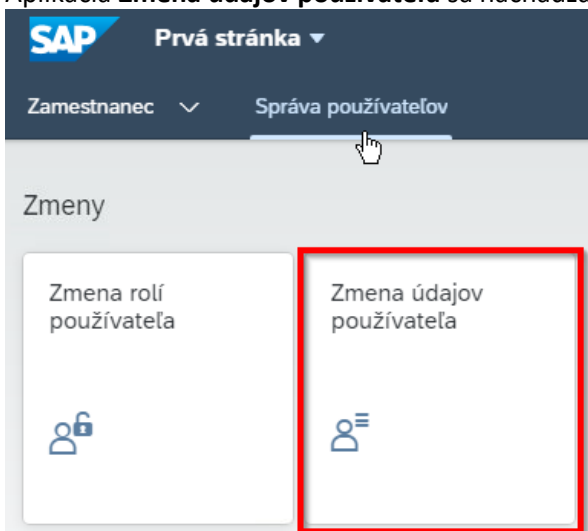 Aplikácia Zmena údajov používateľa sa nachádza
SAP Prvá stránka
Zamestnanec Správa používateľov
Zmeny
Zmena rolí
používateľa
Zmena údajov
používateľa